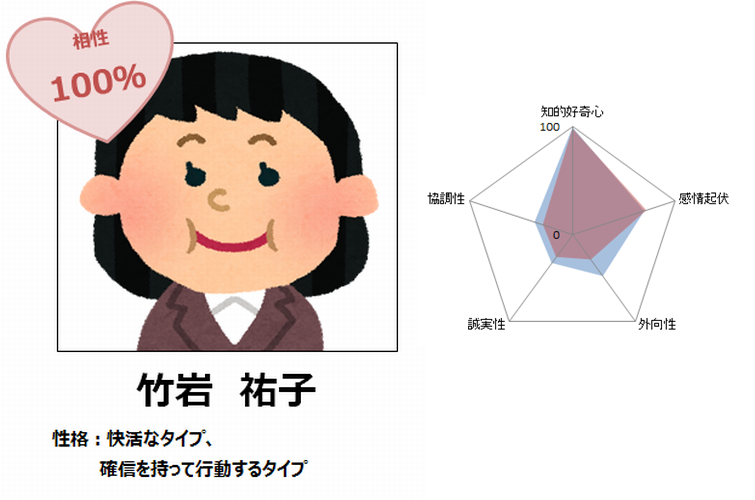 相性
100%
竹岩 祐子
性格：快活なタイプ、
確信を持って行動するタイプ
知的好奇心
100
協調性
感情起伏
0
誠実性
外向性